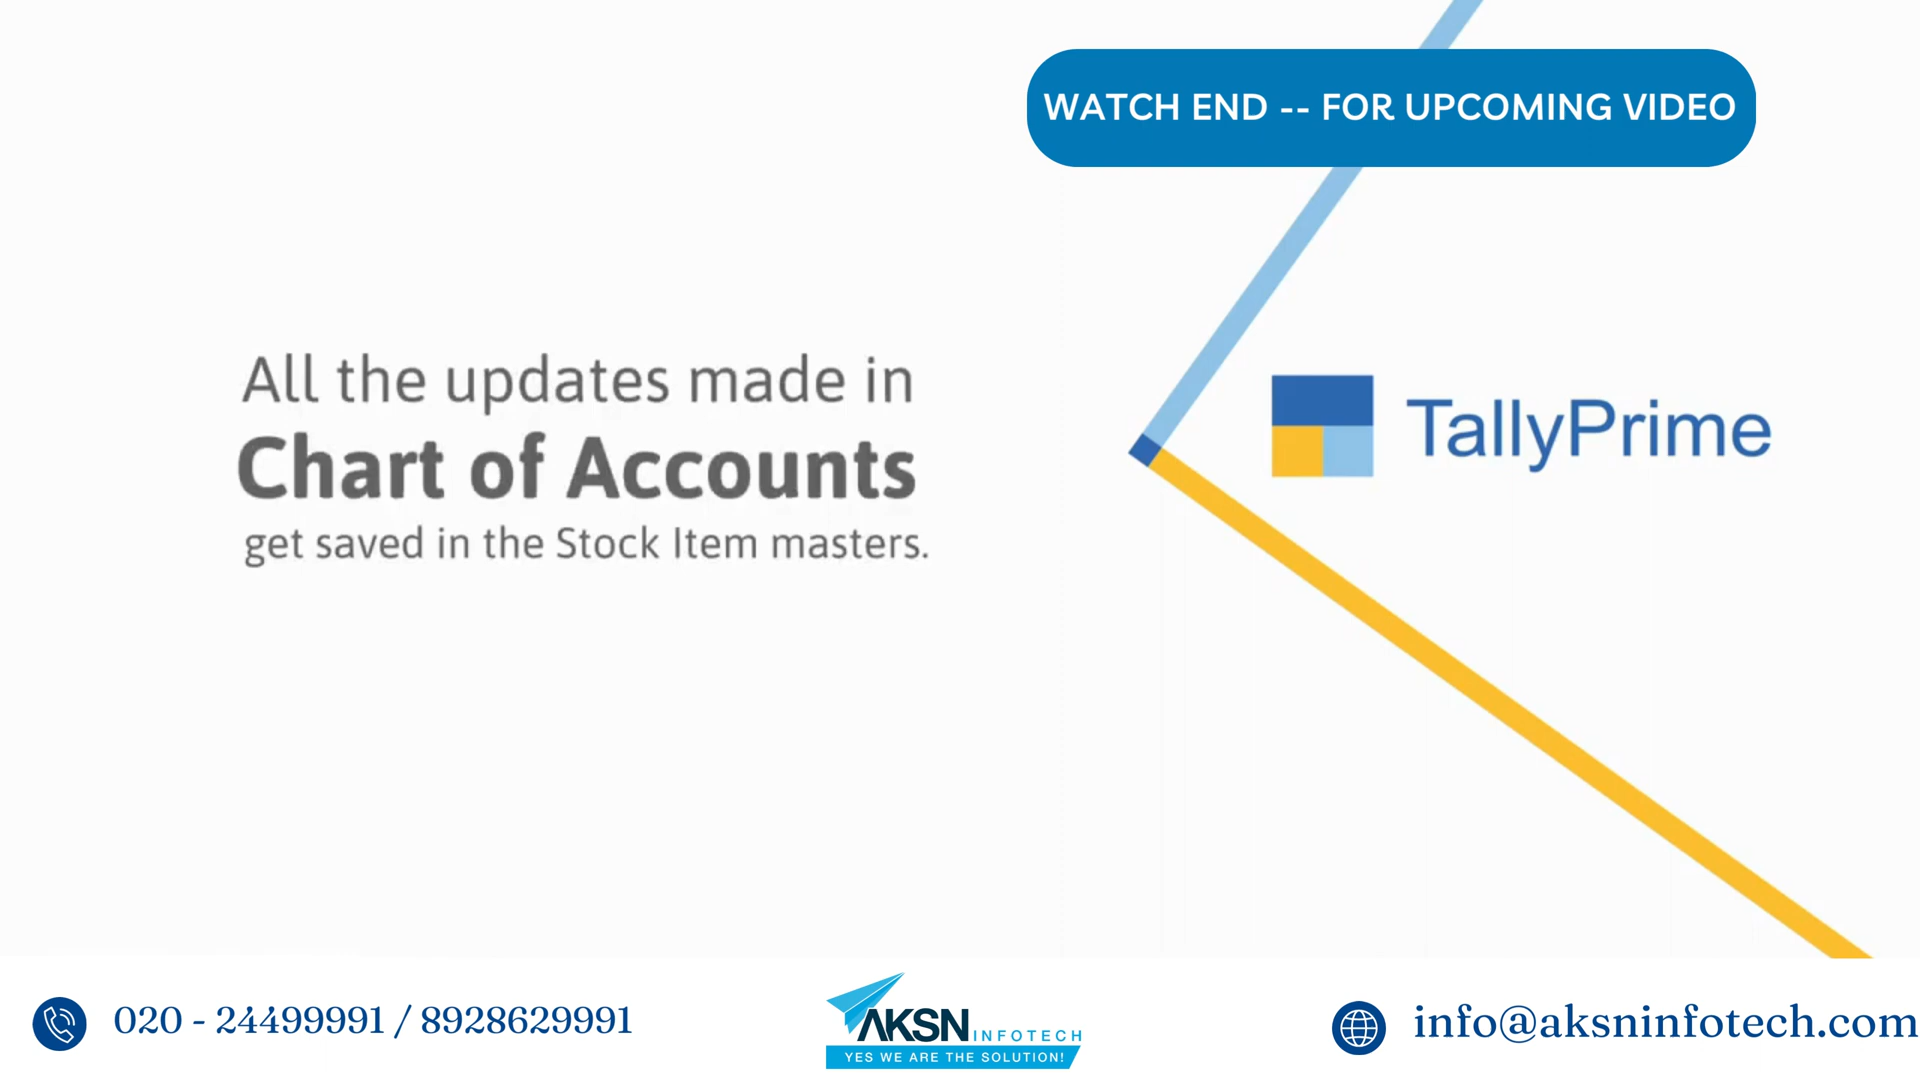 WATCH END -- FOR UPCOMING VIDEO
All the updates made in
Chart of Accounts
get saved in the Stock Item masters.
TallyPrime
020 - 24499991 / 8928629991
AKSN INFOTECH
YES WE ARE THE SOLUTION!
info@aksninfotech.com